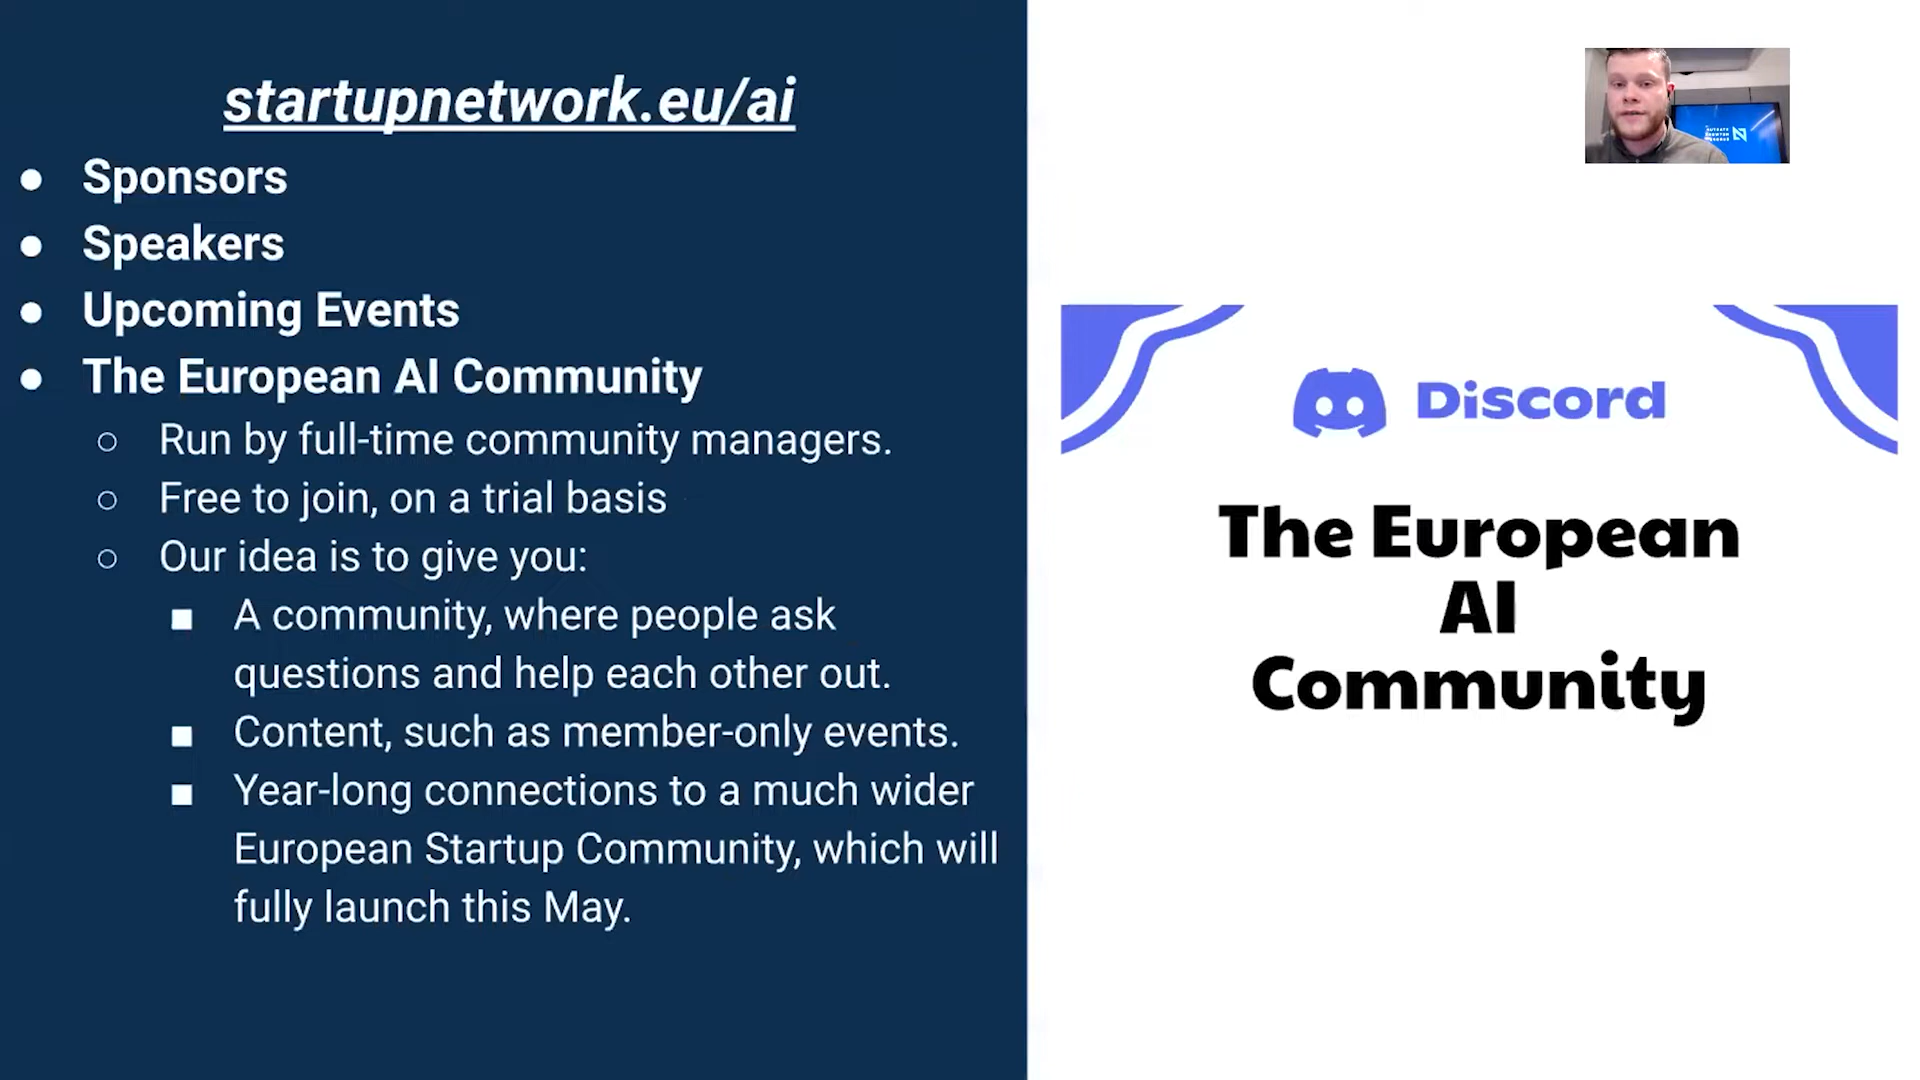 startupnetwork.eu/ai
● Sponsors
● Speakers
● Upcoming Events
● The European AI Community
○ Run by full-time community managers.
○ Free to join, on a trial basis
○ Our idea is to give you:
■ A community, where people ask
questions and help each other out.
■ Content, such as member-only events.
■ Year-long connections to a much wider
European Startup Community, which will
fully launch this May.
Discord
The European
AI
Community